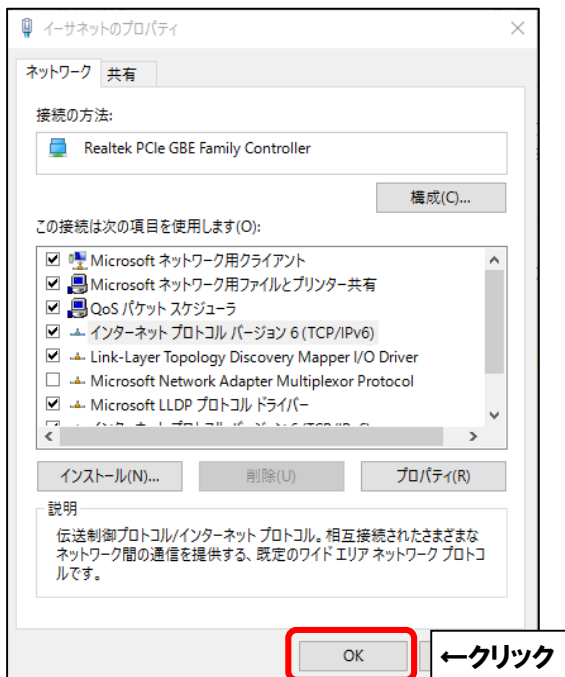 イーサネットのプロパティ
ネットワーク 共有
接続の方法:
Realtek PCIe GBE Family Controller
構成(C)...
この接続は次の項目を使用します(O):
Microsoft ネットワーク用クライアント
Microsoft ネットワーク用ファイルとプリンター共有
QoS パケット スケジューラ
インターネット プロトコル バージョン 6 (TCP/IPv6)
Link-Layer Topology Discovery Mapper I/O Driver
Microsoft Network Adapter Multiplexor Protocol
Microsoft LLDP プロトコル ドライバー
インストール(N)... 削除(U) プロパティ(R)
説明
伝送制御プロトコル/インターネット プロトコル。相互接続されたさまざまな
ネットワーク間の通信を提供する、既定のワイド エリア ネットワーク プロトコ
ルです。
OK ←クリック